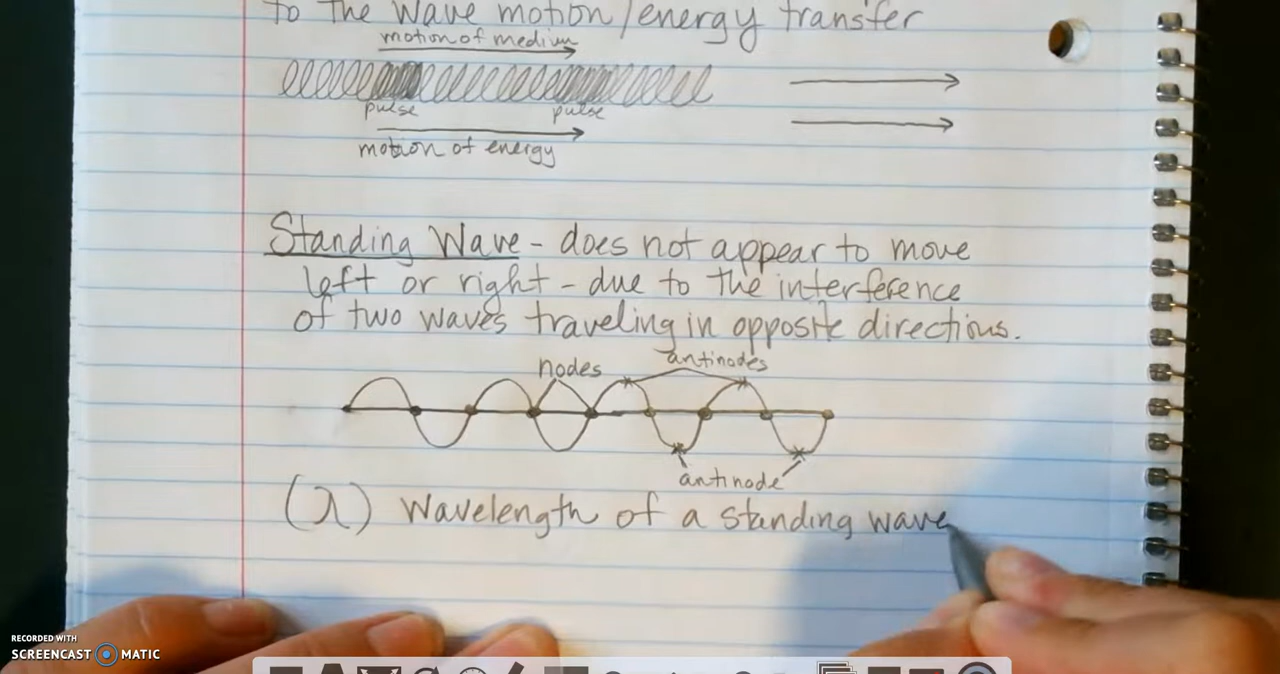 to the wave motion/energy transfer
motion of medium
pulse pulse
motion of energy
Standing Wave - does not appear to move
left or right - due to the interference
of two waves traveling in opposite directions.
nodes antinodes
antinode
(λ) Wavelength of a standing wave
RECORDED WITH
SCREENCAST MATIC